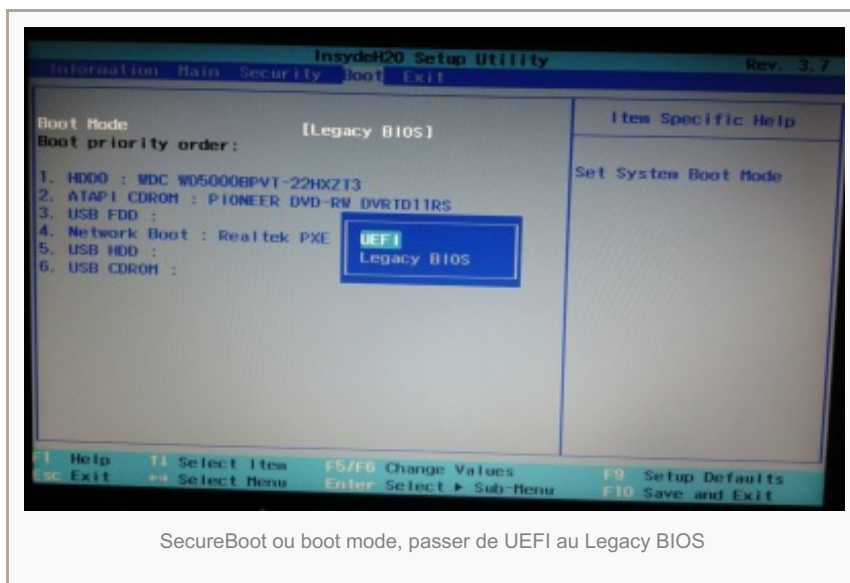 InsydeH20 Setup Utility Rev. 3.7
Information Main Security Boot Exit
Boot Mode [Legacy BIOS] Item Specific Help
Boot priority order:
Set System Boot Mode
1. HDD0 : WDC WD5000BPVT-22HXZT3
2. ATAPI CDROM : PIONEER DVD-RW DVRTD11RS
3. USB FDD :
4. Network Boot : Realtek PXE
5. USB HDD :
6. USB CDROM :
UEFI
Legacy BIOS
F1 Help ↑↓ Select Item F5/F6 Change Values F9 Setup Defaults
Esc Exit ↔ Select Menu Enter Select ▶ Sub-Menu F10 Save and Exit
SecureBoot ou boot mode, passer de UEFI au Legacy BIOS